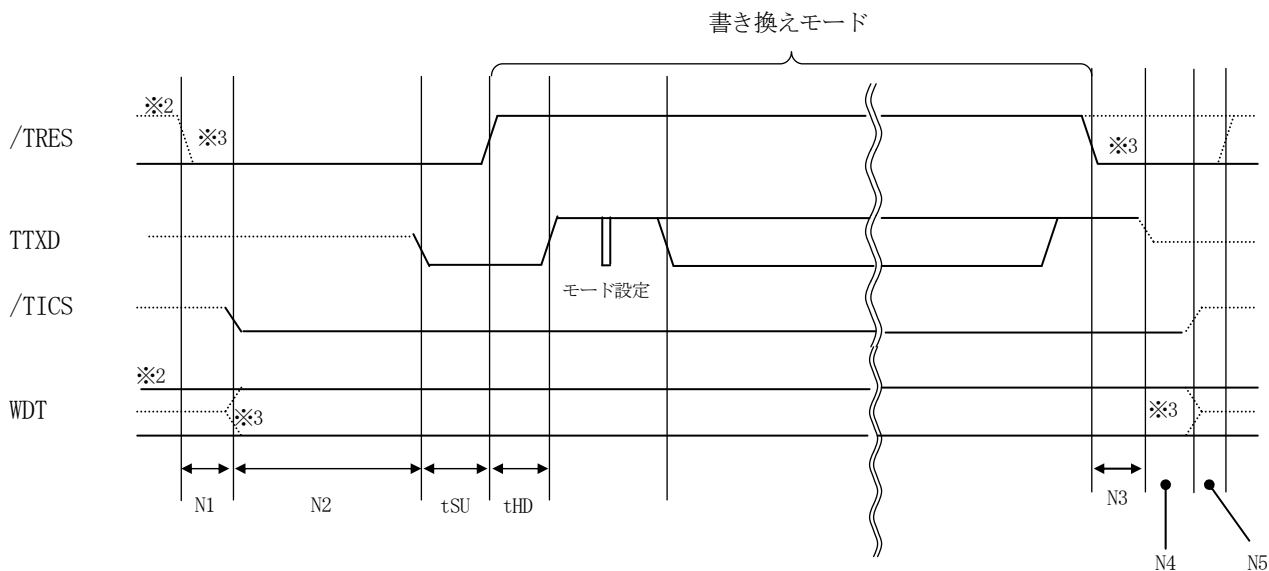 書き換えモード
※2
/TRES
※3
※3
TTXD
モード設定
/TICS
※2
WDT
※3
※3
N1
N2
tSU
tHD
N3
N4
N5